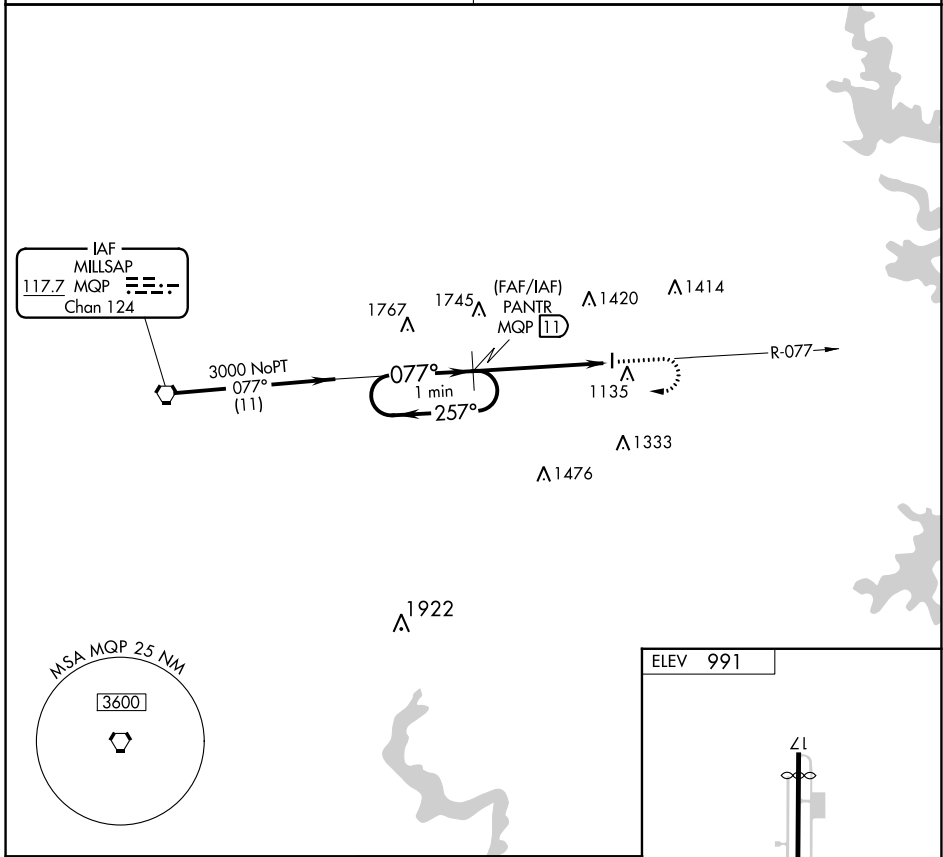 IAF
MILLSAP
117.7 MQP
Chan 124
3000 NoPT
077°
(11)
1767
1745
(FAF/IAF)
PANTR
MQP 11
1420
1414
077°
1 min
257°
R-077
1135
1333
1476
1922
MSA MQP 25 NM
3600
ELEV 991
17